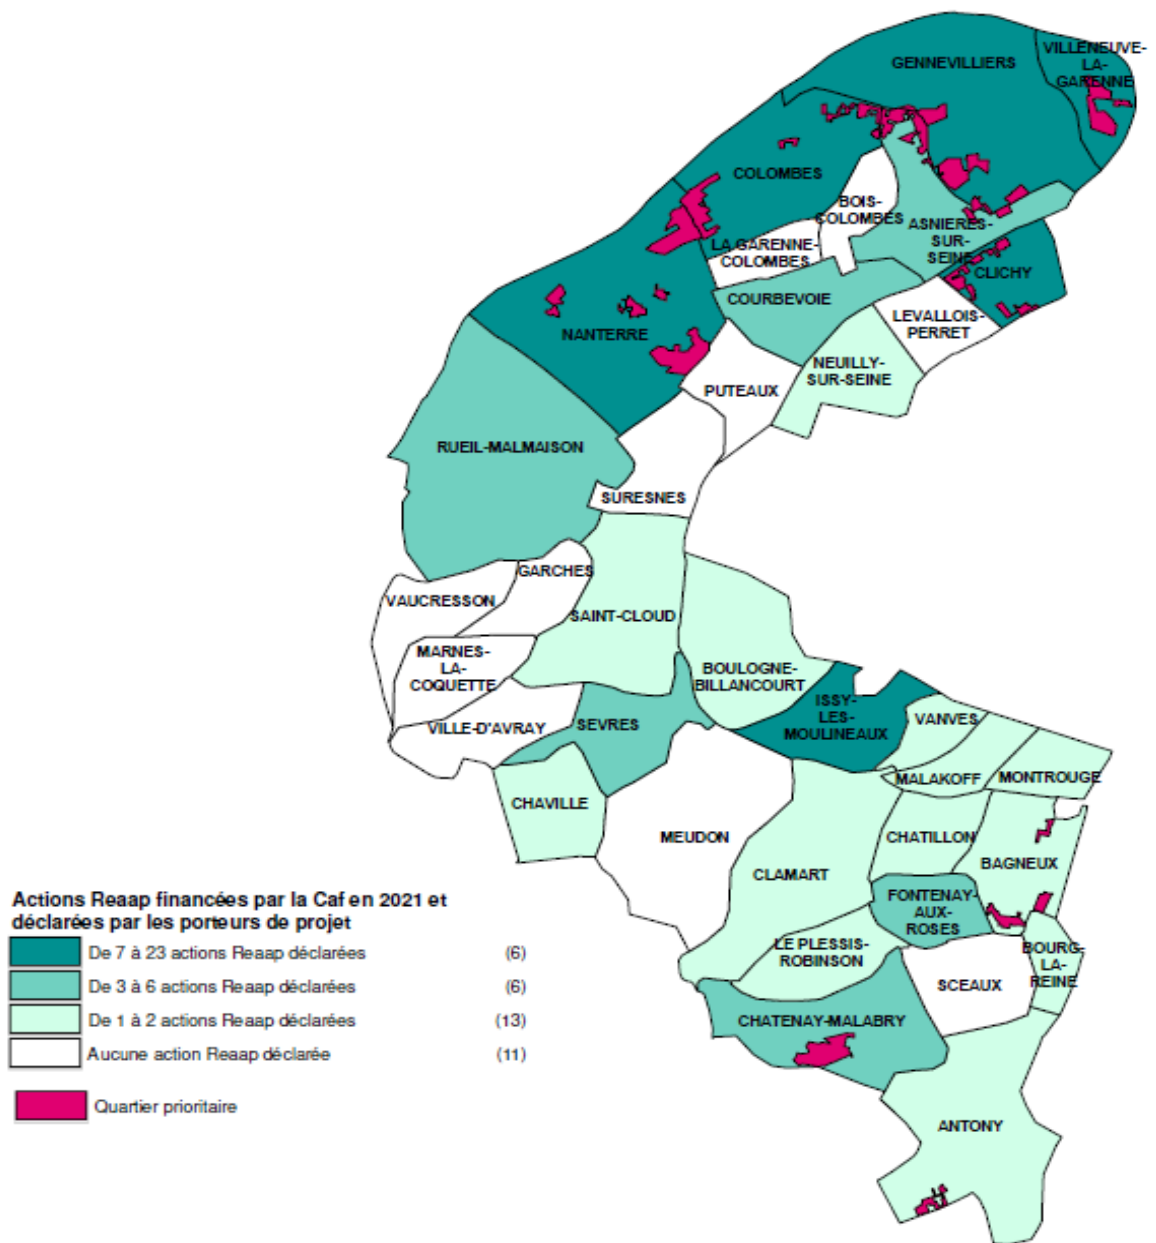 VILLENEUVE-
LA-
GARENNE
GENNEVILLIERS
COLOMBES
BOIS-
COLOMBES
ASNIERES-
SUR-
SEINE
LA GARENNE-
COLOMBES
CLICHY
COURBEVOIE
LEVALLOIS-
PERRET
NANTERRE
NEUILLY-
SUR-SEINE
PUTEAUX
RUEIL-MALMAISON
SURESNES
GARCHES
VAUCRESSON
SAINT-CLOUD
MARNES-
LA-
COQUETTE
BOULOGNE-
BILLANCOURT
ISSY-
LES-
MOULINEAUX
VILLE-D'AVRAY
SEVRES
VANVES
MALAKOFF
MONTROUGE
CHAVILLE
MEUDON
CHATILLON
BAGNEUX
CLAMART
FONTENAY-
AUX-
ROSES
LE PLESSIS-
ROBINSON
BOURG-
LA-
REINE
SCEAUX
CHATENAY-MALABRY
ANTONY
Actions Reaap financées par la Caf en 2021 et
déclarées par les porteurs de projet
De 7 à 23 actions Reaap déclarées (6)
De 3 à 6 actions Reaap déclarées (6)
De 1 à 2 actions Reaap déclarées (13)
Aucune action Reaap déclarée (11)
Quartier prioritaire